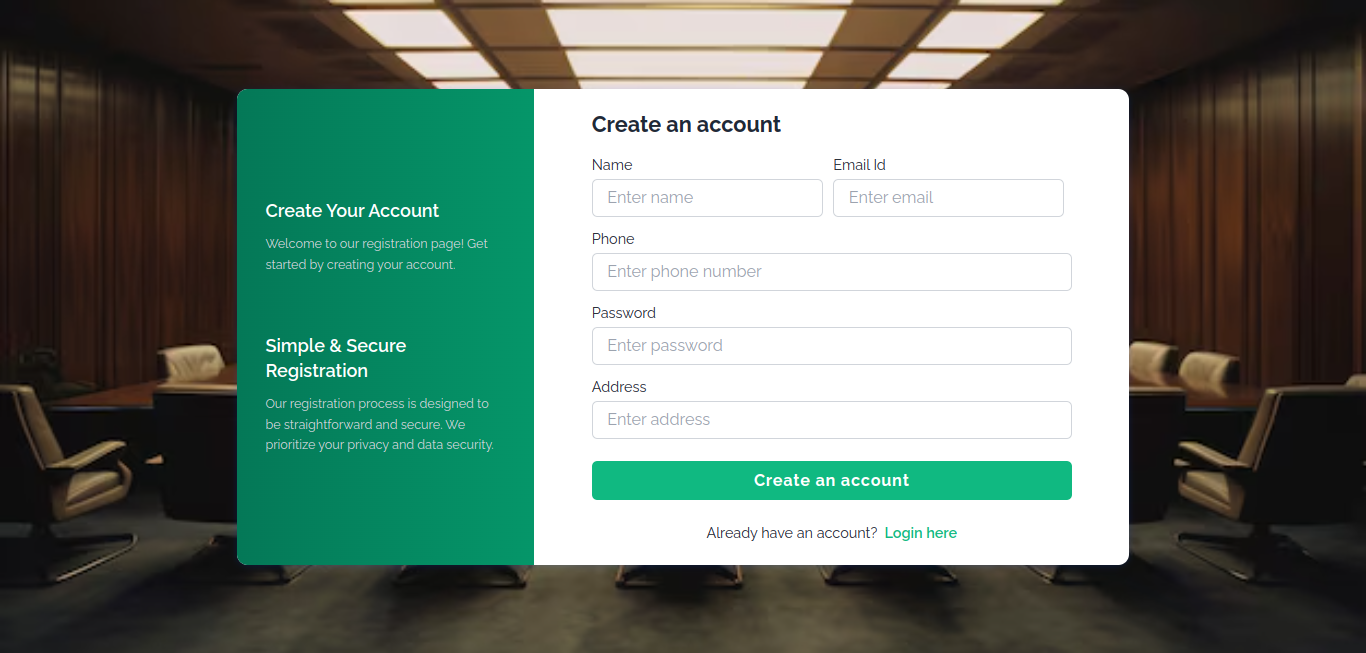 Create Your Account
Welcome to our registration page! Get
started by creating your account.
Simple & Secure
Registration
Our registration process is designed to
be straightforward and secure. We
prioritize your privacy and data security.
Create an account
Name
Email Id
Enter name
Enter email
Phone
Enter phone number
Password
Enter password
Address
Enter address
Create an account
Already have an account? Login here